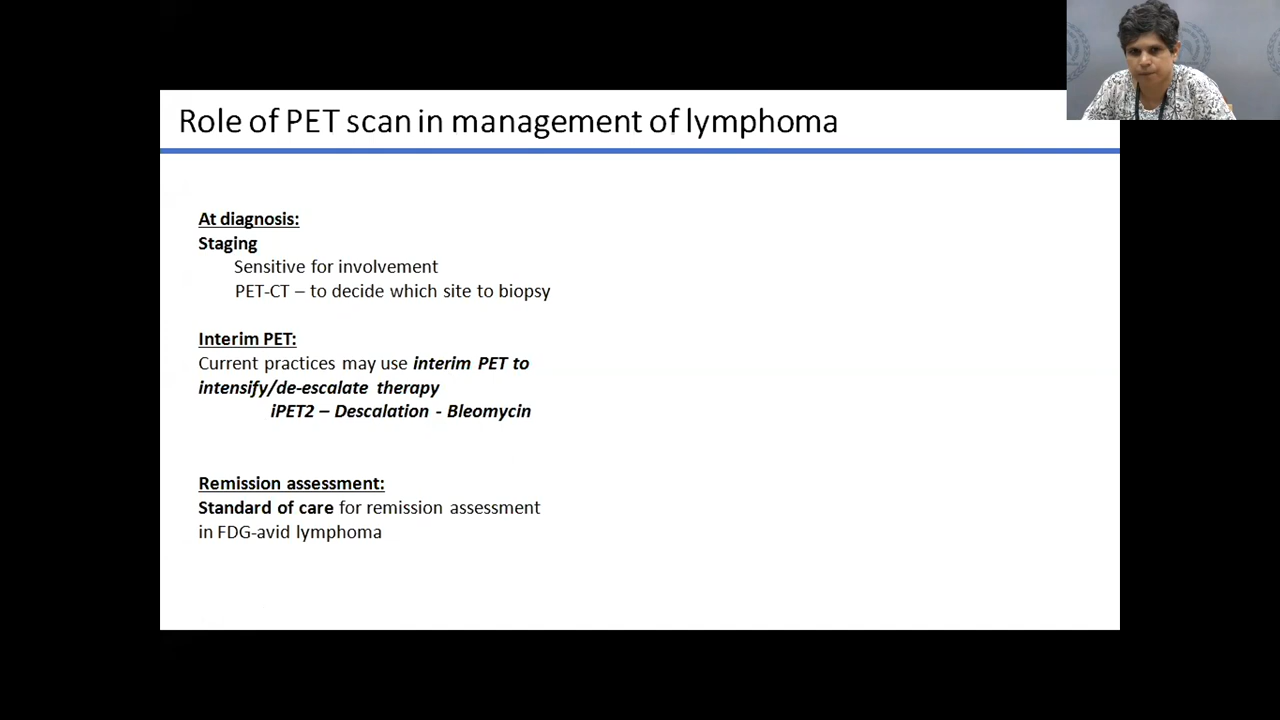 Role of PET scan in management of lymphoma
At diagnosis:
Staging
Sensitive for involvement
PET-CT – to decide which site to biopsy
Interim PET:
Current practices may use interim PET to
intensify/de-escalate therapy
iPET2 – Descalation - Bleomycin
Remission assessment:
Standard of care for remission assessment
in FDG-avid lymphoma